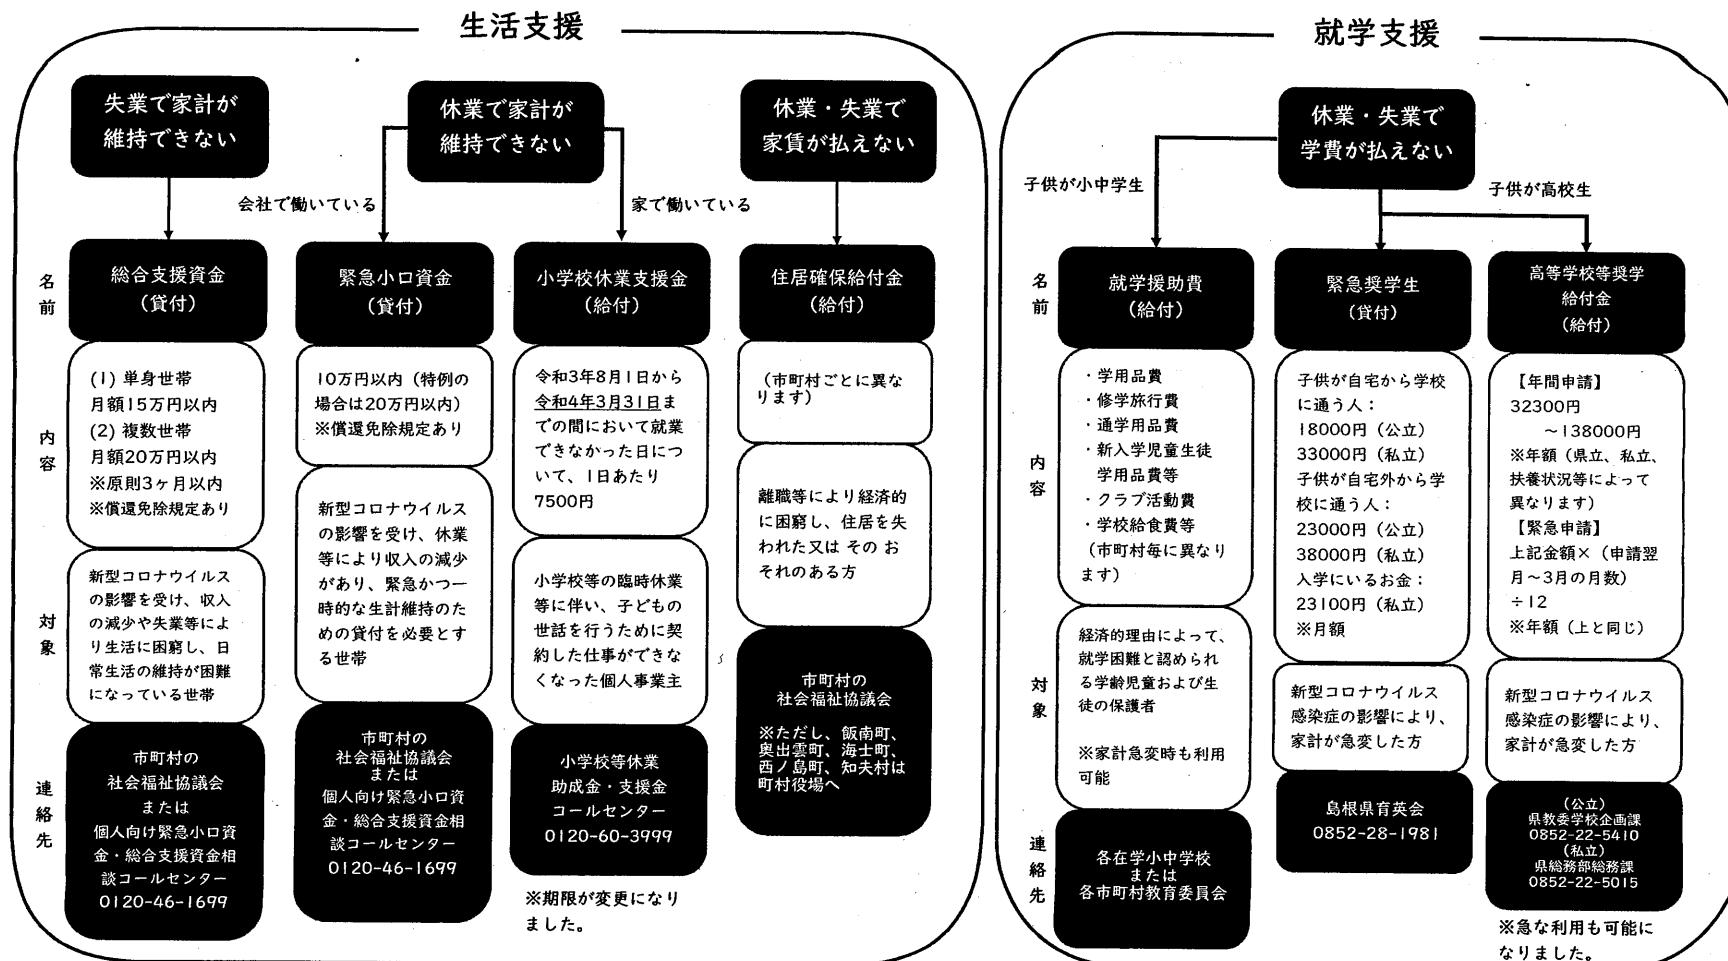 生活支援
失業で家計が
維持できない
休業で家計が
維持できない
休業・失業で
家賃が払えない
会社で働いている
家で働いている
名前
総合支援資金
(貸付)
緊急小口資金
(貸付)
小学校休業支援金
(給付)
住居確保給付金
(給付)
内容
(1) 単身世帯
月額15万円以内
(2) 複数世帯
月額20万円以内
※原則3ヶ月以内
※償還免除規定あり
10万円以内(特例の
場合は20万円以内)
※償還免除規定あり
令和3年8月1日から
令和4年3月31日ま
での間において就業
できなかった日につ
いて、1日あたり
7500円
(市町村ごとに異な
ります)
対象
新型コロナウイルス
の影響を受け、収入
の減少や失業等によ
り生活に困窮し、日
常生活の維持が困難
になっている世帯
新型コロナウイルス
の影響を受け、休業
等により収入の減少
があり、緊急かつ一
時的な生計維持のた
めの貸付を必要とす
る世帯
小学校等の臨時休業
等に伴い、子どもの
世話を行うために契
約した仕事ができな
くなった個人事業主
離職等により経済的
に困窮し、住居を失
われた又は その お
それのある方
連絡先
市町村の
社会福祉協議会
または
個人向け緊急小口資
金・総合支援資金相
談コールセンター
0120-46-1699
市町村の
社会福祉協議会
または
個人向け緊急小口資
金・総合支援資金相
談コールセンター
0120-46-1699
小学校等休業
助成金・支援金
コールセンター
0120-60-3999
※期限が変更になり
ました。
市町村の
社会福祉協議会
※ただし、飯南町、
奥出雲町、海士町、
西ノ島町、知夫村は
町村役場へ
就学支援
休業・失業で
学費が払えない
子供が小中学生
子供が高校生
名前
就学援助費
(給付)
緊急奨学生
(貸付)
高等学校等奨学
給付金
(給付)
内容
・学用品費
・修学旅行費
・通学用品費
・新入学児童生徒
学用品費等
・クラブ活動費
・学校給食費等
(市町村毎に異なり
ます)
子供が自宅から学校
に通う人:
18000円(公立)
33000円(私立)
子供が自宅外から学
校に通う人:
23000円(公立)
38000円(私立)
入学にいるお金:
23100円(私立)
※月額
【年間申請】
32300円
~138000円
※年額(県立、私立、
扶養状況等によって
異なります)
【緊急申請】
上記金額×(申請翌
月~3月の月数)
÷12
※年額(上と同じ)
対象
経済的理由によって、
就学困難と認められ
る学齢児童および生
徒の保護者
※家計急変時も利用
可能
新型コロナウイルス
感染症の影響により、
家計が急変した方
新型コロナウイルス
感染症の影響により、
家計が急変した方
連絡先
各在学小中学校
または
各市町村教育委員会
島根県育英会
0852-28-1981
(公立)
県教委学校企画課
0852-22-5410
(私立)
県総務部総務課
0852-22-5015
※急な利用も可能に
なりました。